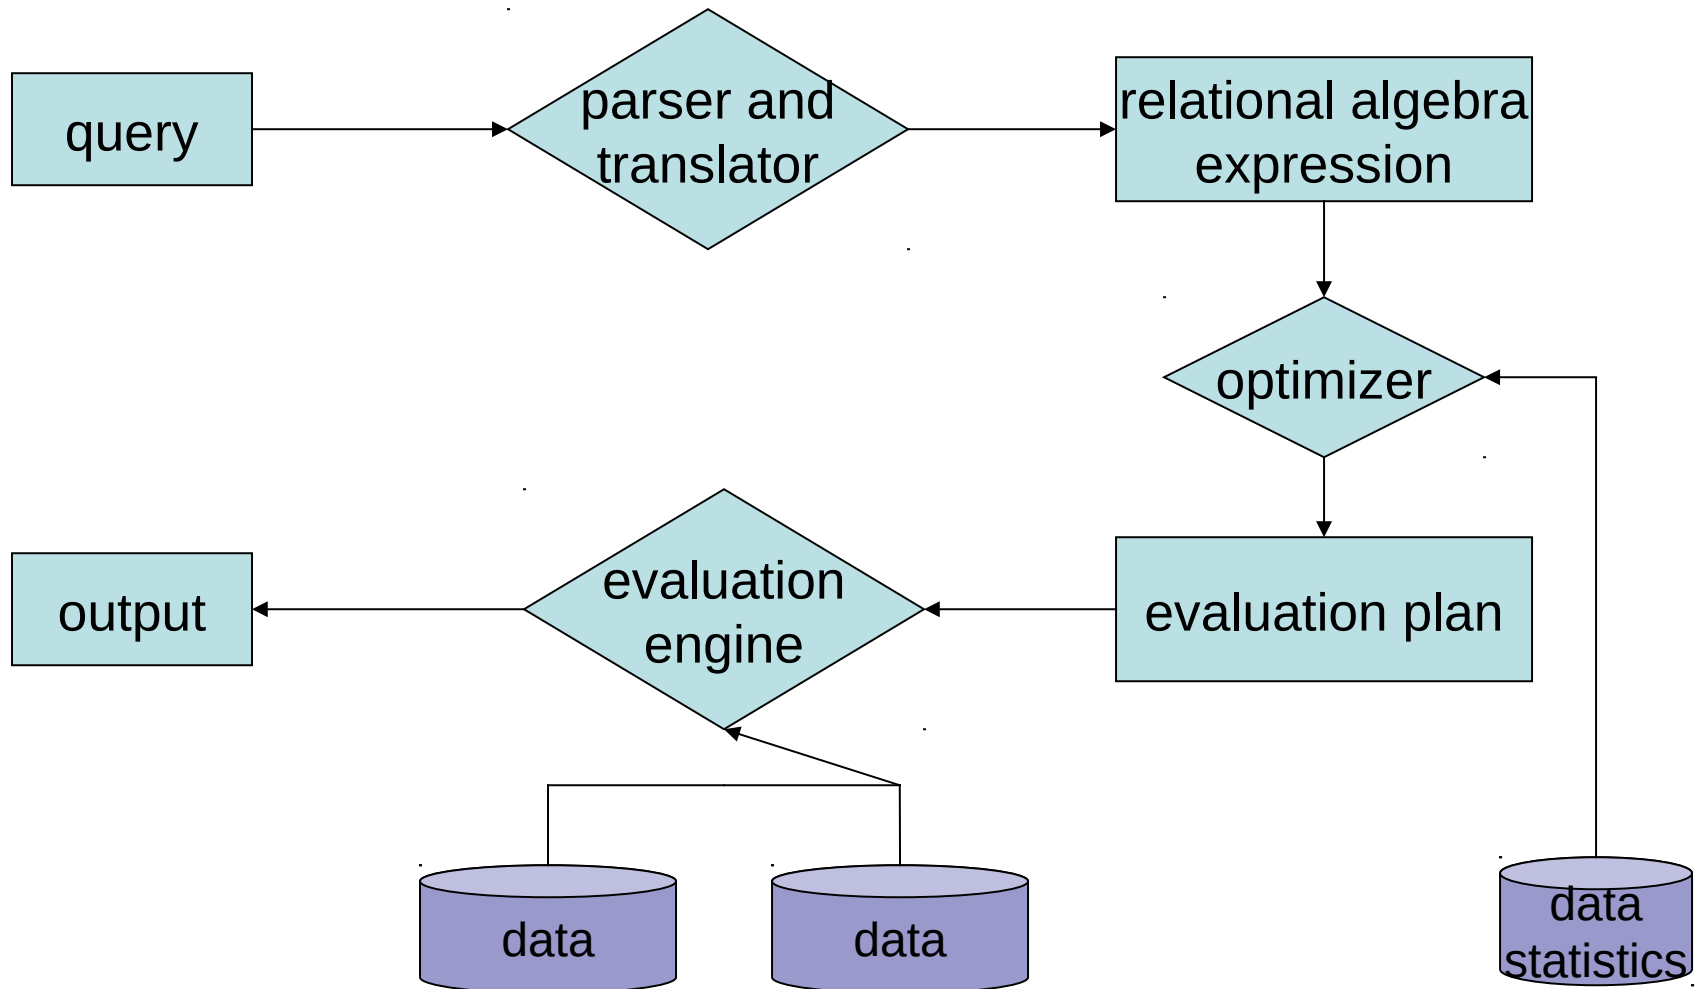 query
parser and
translator
relational algebra
expression
optimizer
evaluation plan
evaluation
engine
output
data
data
data
statistics